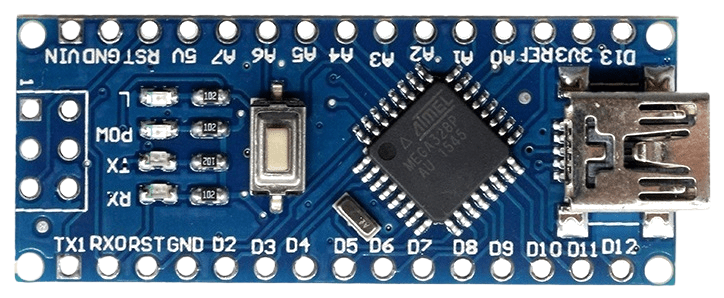 VIN GND RST 5V A7 A6 A5 A4 A3 A2 A1 A0 REF 3V3 D13
1
L
POW
TX
RX
102
102
102
102
ATMEL
MEGA328P
AU 1545
TX1 RX0 RST GND D2 D3 D4 D5 D6 D7 D8 D9 D10 D11 D12